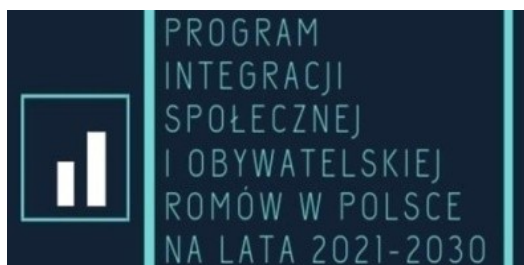 PROGRAM
INTEGRACJI
SPOŁECZNEJ
I OBYWATELSKIEJ
ROMÓW W POLSCE
NA LATA 2021-2030